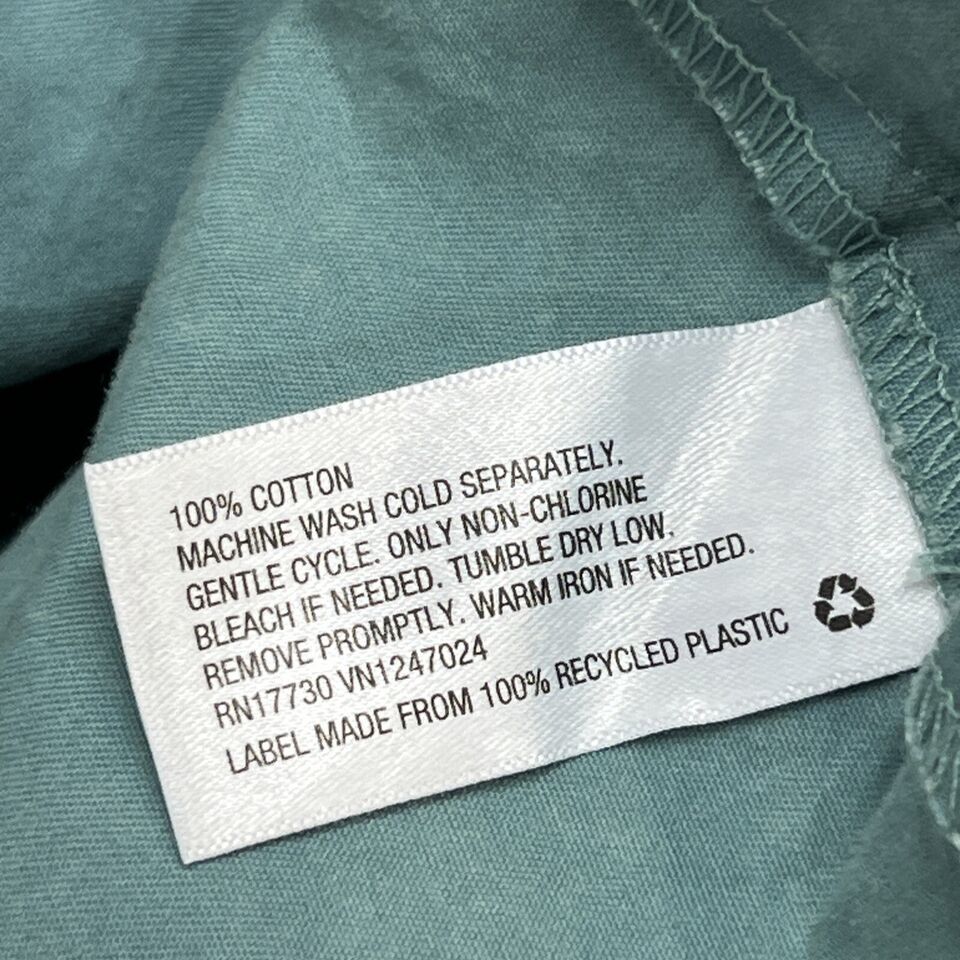 100% COTTON
MACHINE WASH COLD SEPARATELY.
GENTLE CYCLE. ONLY NON-CHLORINE
BLEACH IF NEEDED. TUMBLE DRY LOW.
REMOVE PROMPTLY. WARM IRON IF NEEDED.
RN17730 VN1247024
LABEL MADE FROM 100% RECYCLED PLASTIC